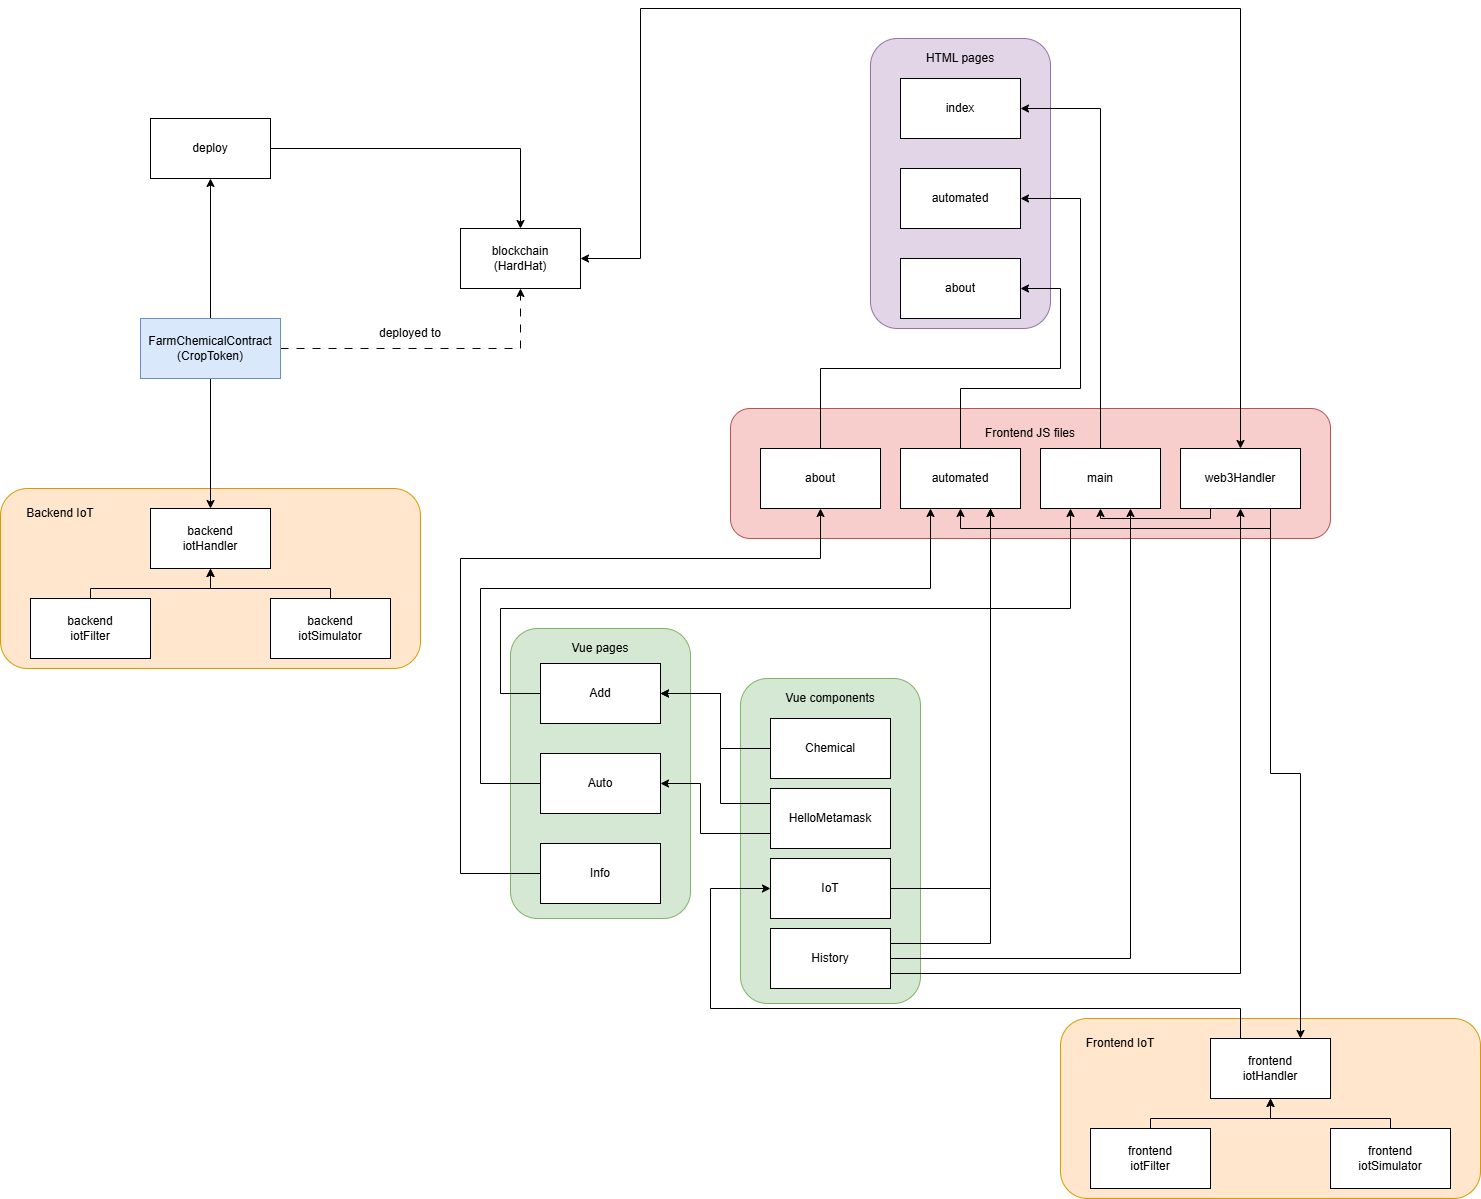 HTML pages
index
automated
about
deploy
blockchain
(HardHat)
FarmChemicalContract
(CropToken)
deployed to
Frontend JS files
about
automated
main
web3Handler
Backend IoT
backend
iotHandler
backend
iotFilter
backend
iotSimulator
Vue pages
Add
Auto
Info
Vue components
Chemical
HelloMetamask
IoT
History
Frontend IoT
frontend
iotHandler
frontend
iotFilter
frontend
iotSimulator